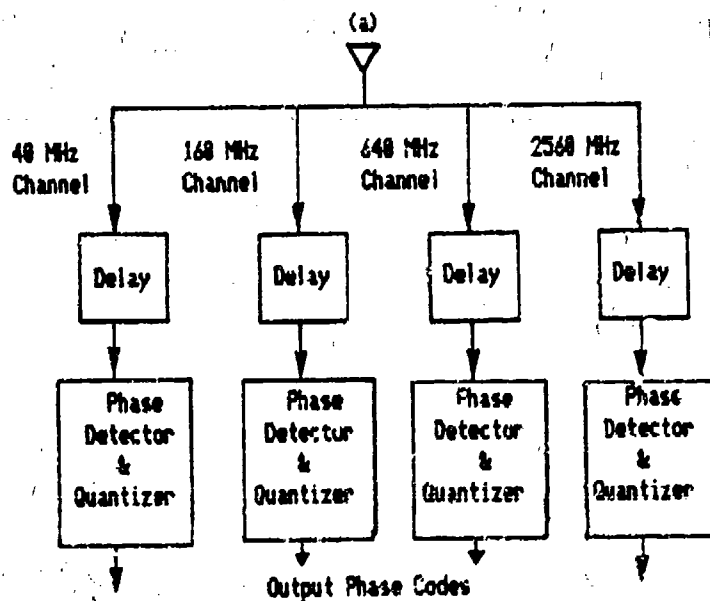 (a)
40 MHz
Channel
160 MHz
Channel
640 MHz
Channel
2560 MHz
Channel
Delay
Delay
Delay
Delay
Phase
Detector
&
Quantizer
Phase
Detector
&
Quantizer
Phase
Detector
&
Quantizer
Phase
Detector
&
Quantizer
Output Phase Codes